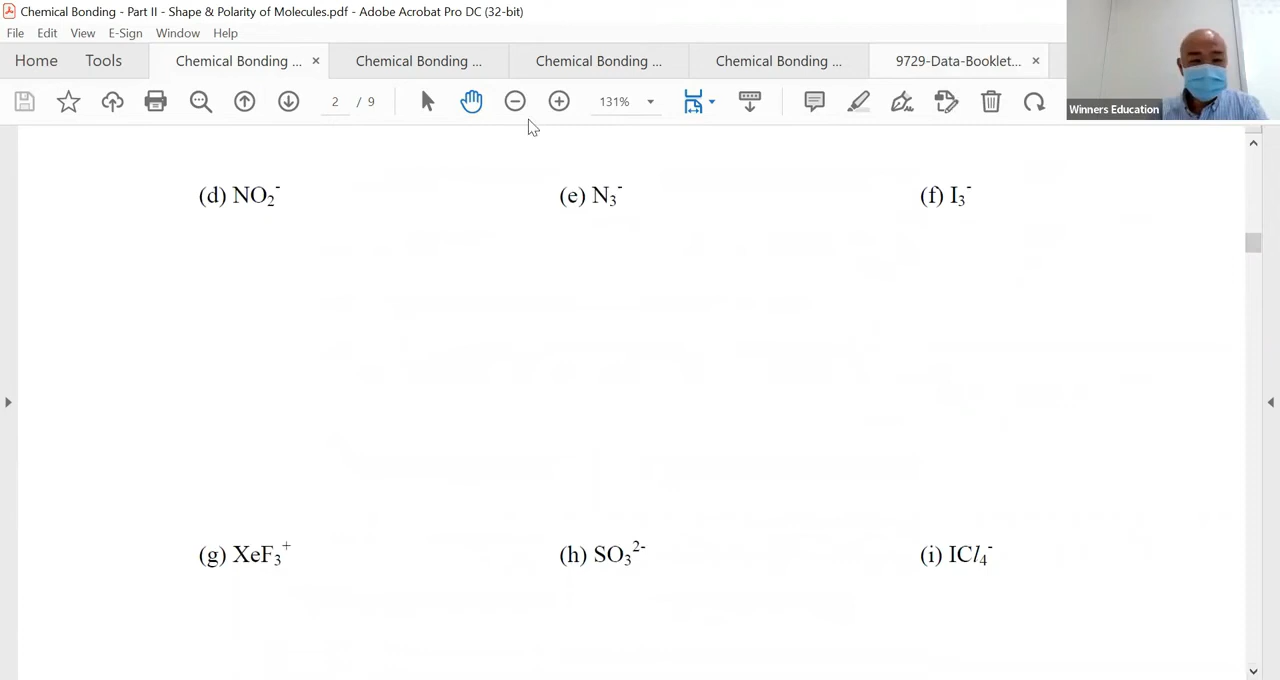 Chemical Bonding - Part II - Shape & Polarity of Molecules.pdf - Adobe Acrobat Pro DC (32-bit)
File Edit View E-Sign Window Help
Home Tools Chemical Bonding ... × Chemical Bonding ... Chemical Bonding ... Chemical Bonding ... 9729-Data-Booklet... ×
2 / 9 131%
Winners Education
(d) NO₂⁻ (e) N₃⁻ (f) I₃⁻
(g) XeF₃⁺ (h) SO₃²⁻ (i) ICl₄⁻